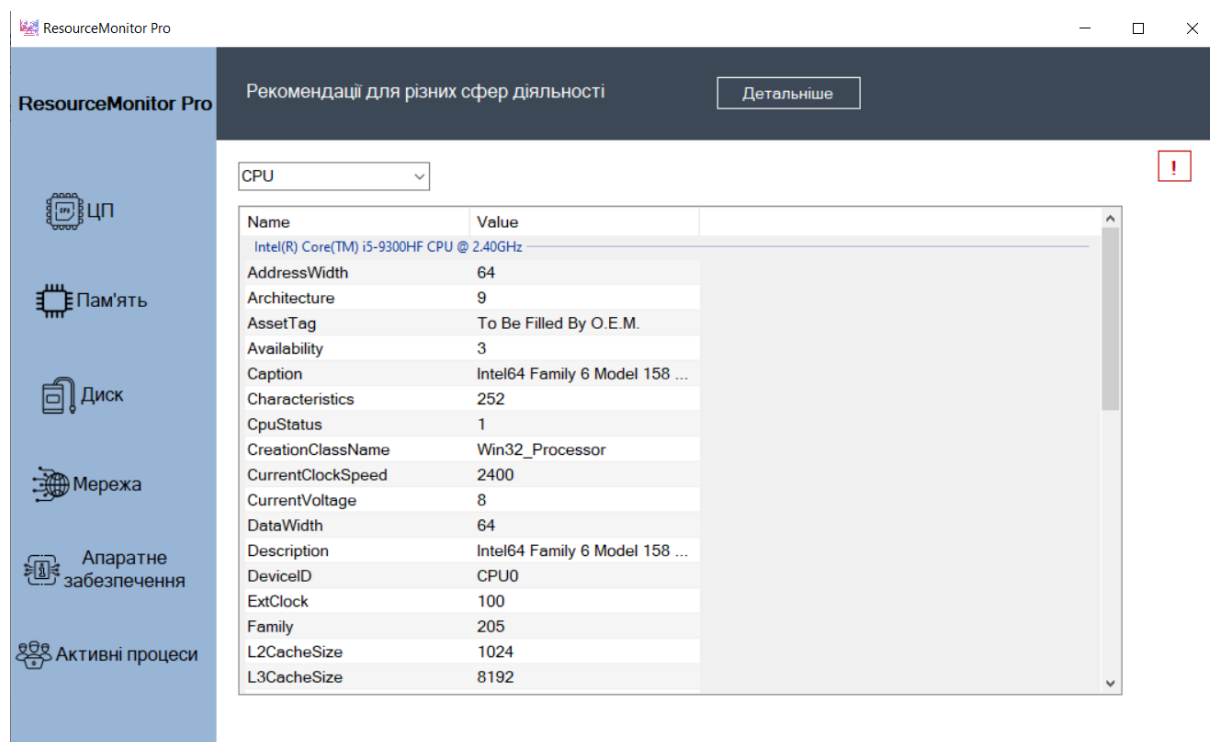 ResourceMonitor Pro
ResourceMonitor Pro
Рекомендації для різних сфер діяльності
Детальніше
ЦП
Пам'ять
Диск
Мережа
Апаратне
забезпечення
Активні процеси
CPU
!
Name Value
Intel(R) Core(TM) i5-9300HF CPU @ 2.40GHz
AddressWidth 64
Architecture 9
AssetTag To Be Filled By O.E.M.
Availability 3
Caption Intel64 Family 6 Model 158 ...
Characteristics 252
CpuStatus 1
CreationClassName Win32_Processor
CurrentClockSpeed 2400
CurrentVoltage 8
DataWidth 64
Description Intel64 Family 6 Model 158 ...
DeviceID CPU0
ExtClock 100
Family 205
L2CacheSize 1024
L3CacheSize 8192